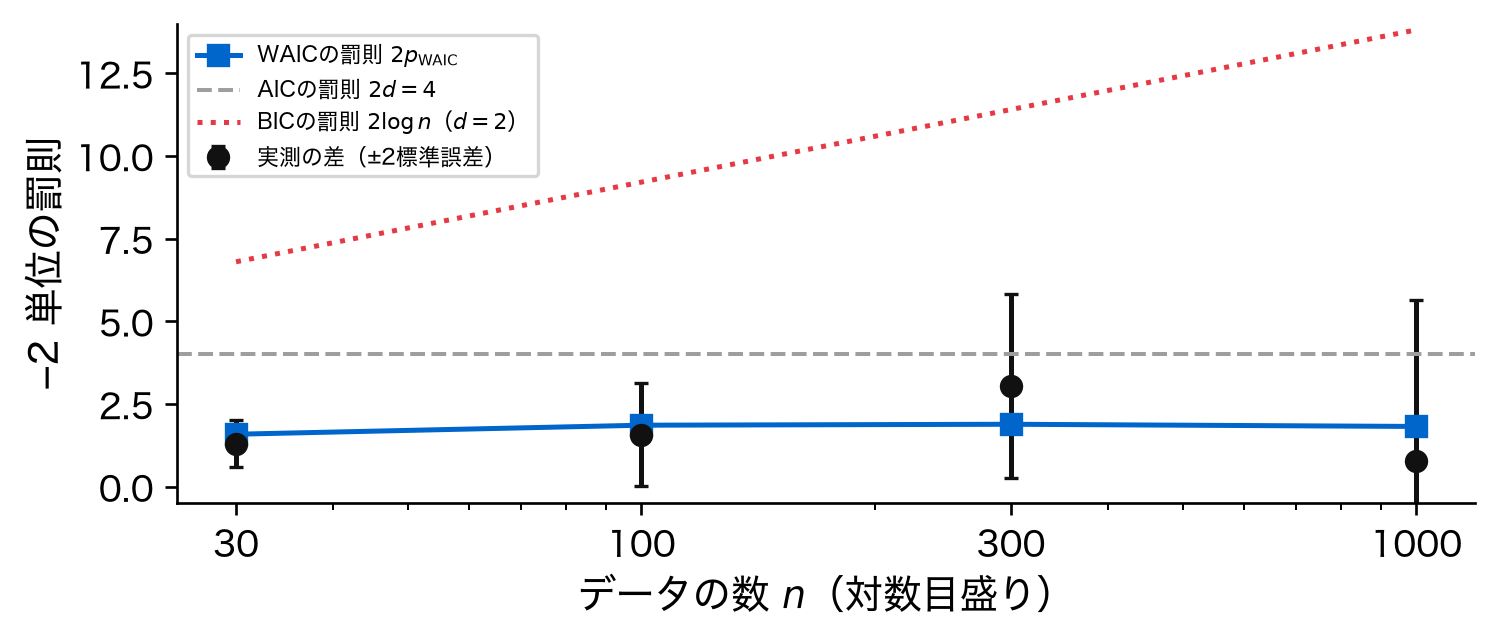 WAICの罰則 2p_WAIC
AICの罰則 2d = 4
BICの罰則 2log n（d = 2）
実測の差（±2標準誤差）
−2 単位の罰則
12.5
10.0
7.5
5.0
2.5
0.0
30
100
300
1000
データの数 n（対数目盛り）